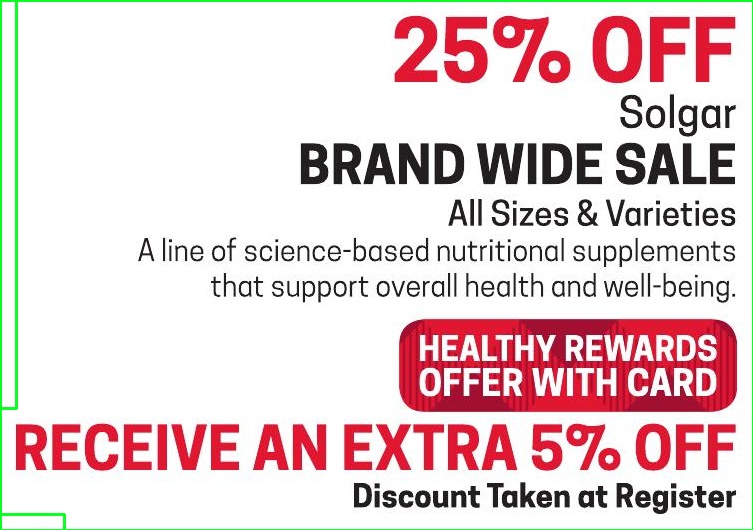 25% OFF
Solgar
BRAND WIDE SALE
All Sizes & Varieties
A line of science-based nutritional supplements
that support overall health and well-being.
HEALTHY REWARDS
OFFER WITH CARD
RECEIVE AN EXTRA 5% OFF
Discount Taken at Register